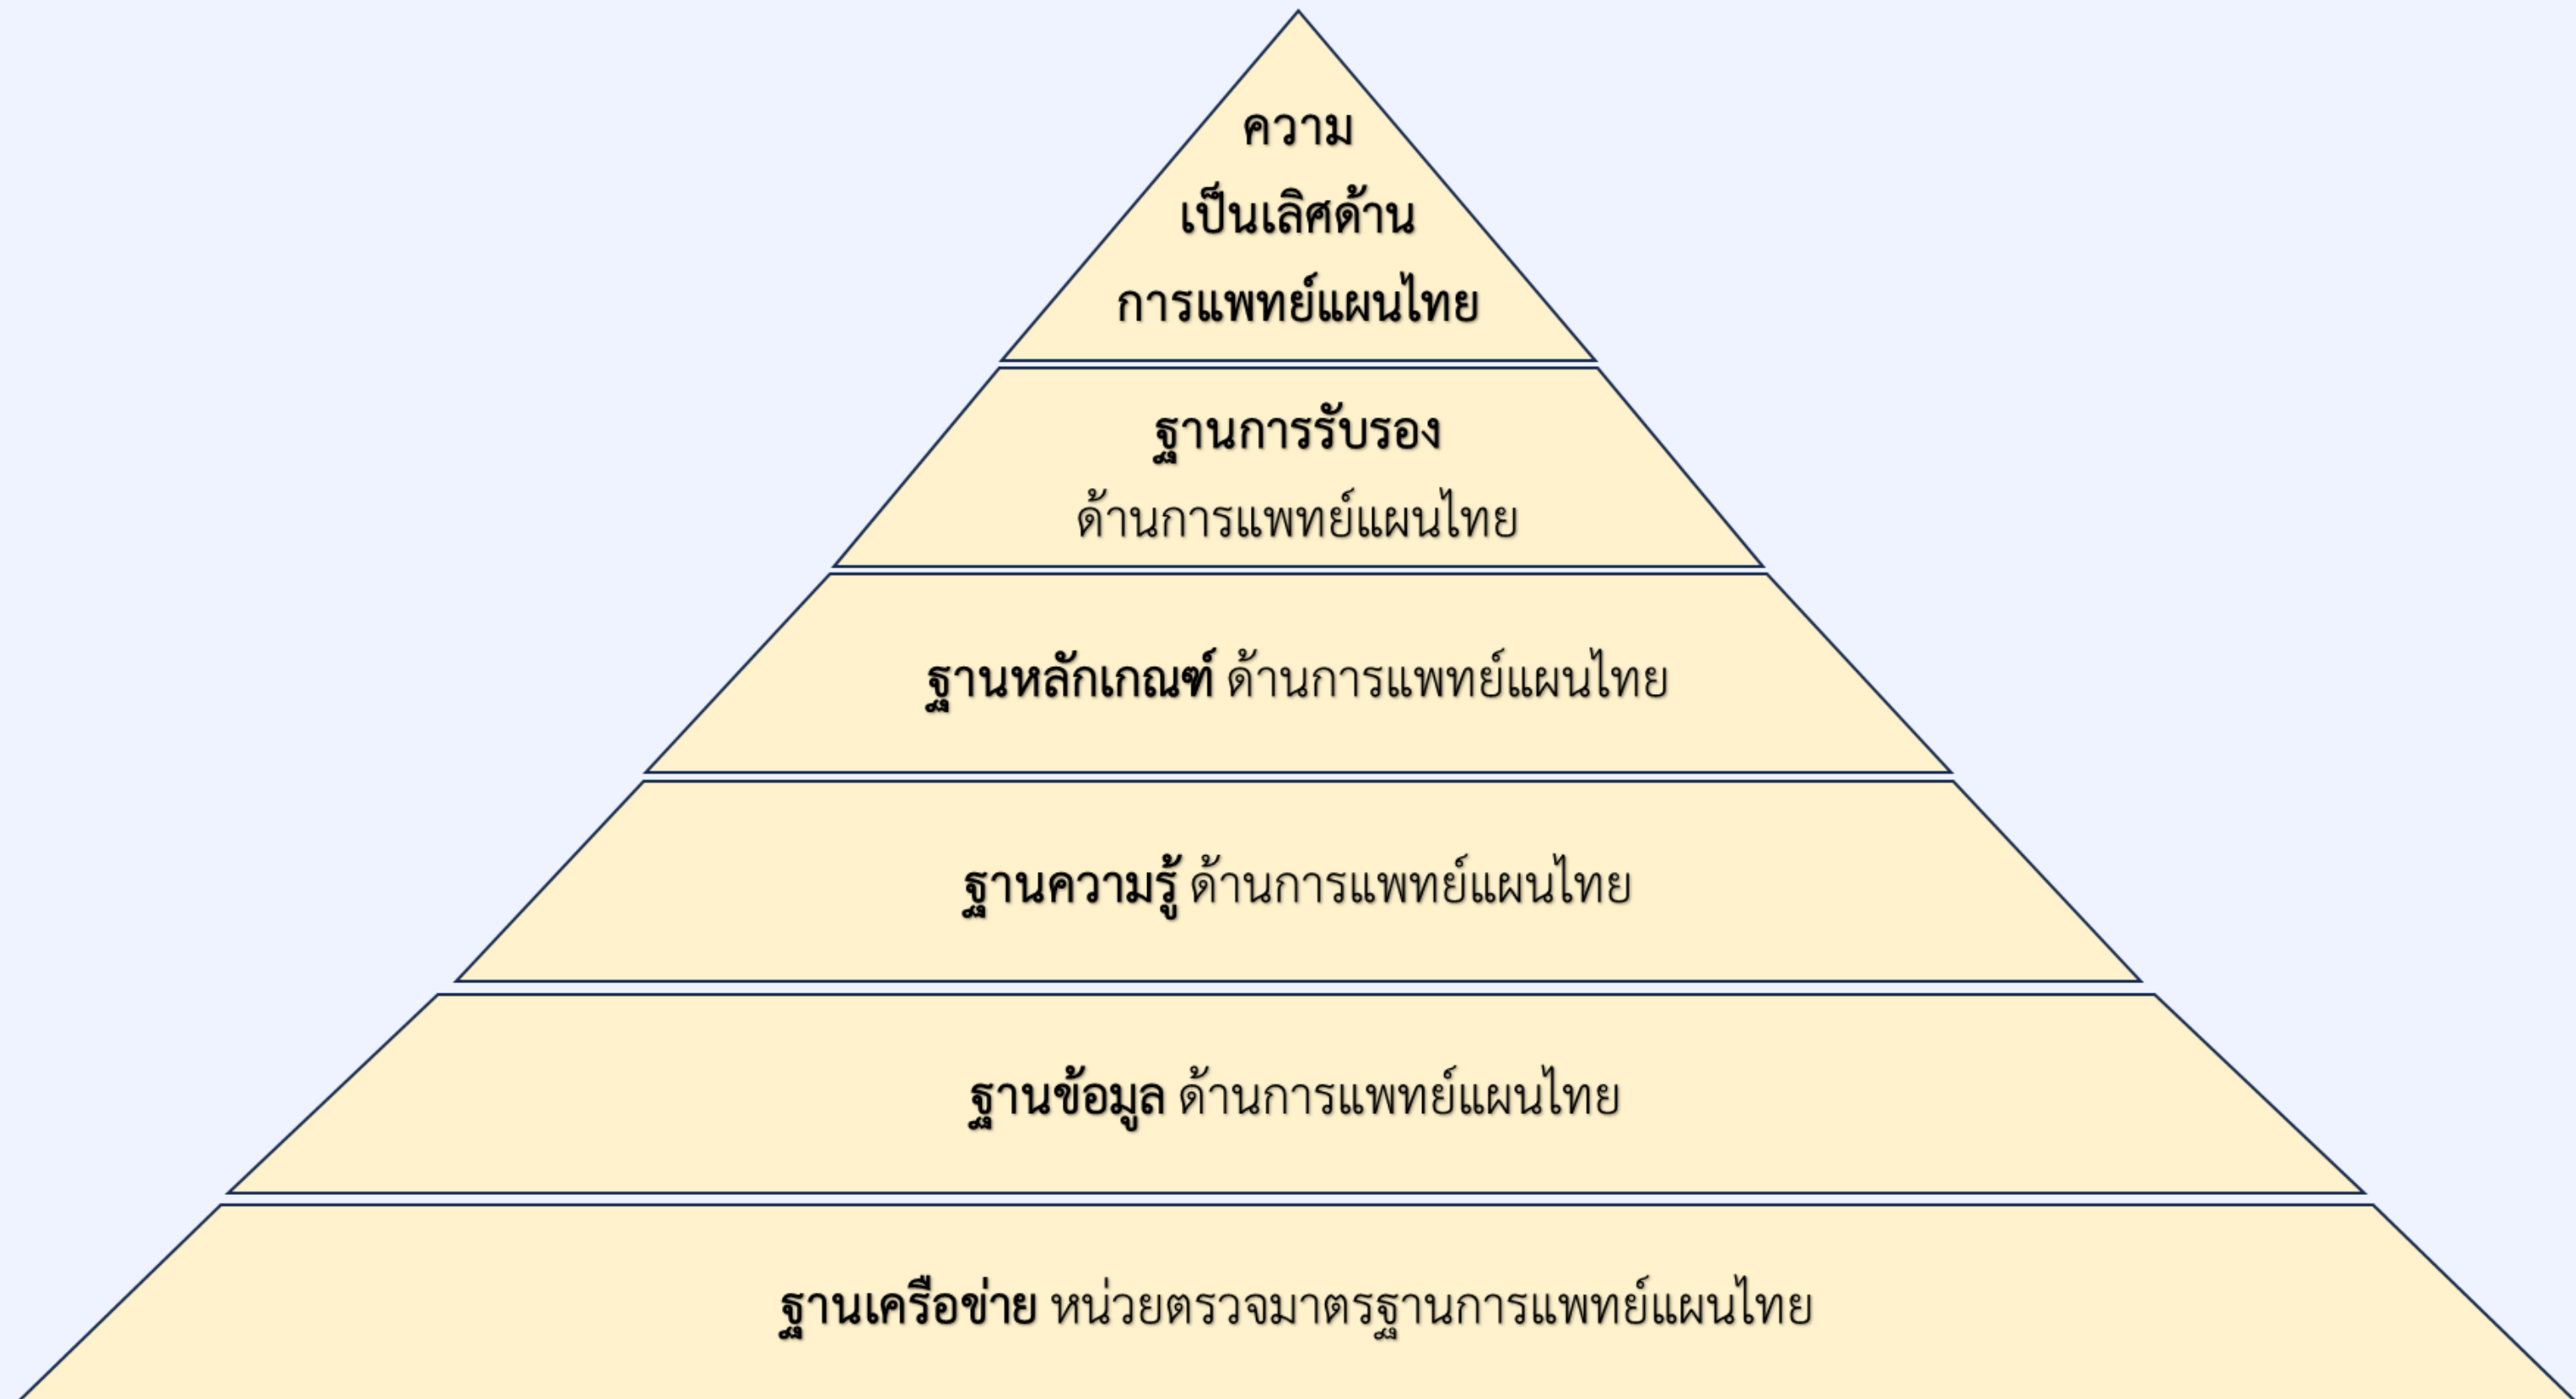 ความ
เป็นเลิศด้าน
การแพทย์แผนไทย
ฐานการรับรอง
ด้านการแพทย์แผนไทย
ฐานหลักเกณฑ์ ด้านการแพทย์แผนไทย
ฐานความรู้ ด้านการแพทย์แผนไทย
ฐานข้อมูล ด้านการแพทย์แผนไทย
ฐานเครือข่าย หน่วยตรวจมาตรฐานการแพทย์แผนไทย